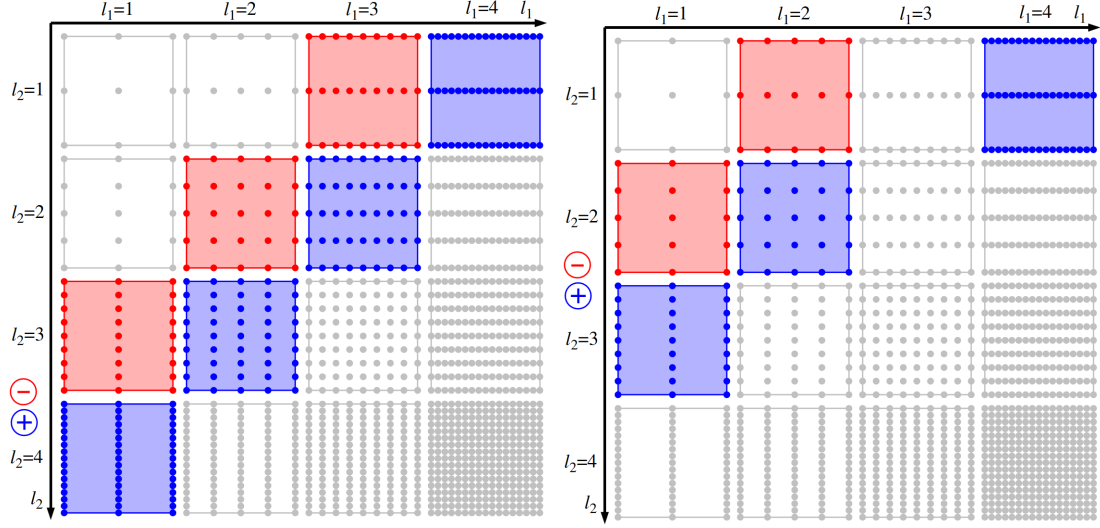 l₁=1 l₁=2 l₁=3 l₁=4 l₁
l₂=1
l₂=2
l₂=3
−
+
l₂=4
l₂
l₁=1 l₁=2 l₁=3 l₁=4 l₁
l₂=1
l₂=2
−
+
l₂=3
l₂=4
l₂